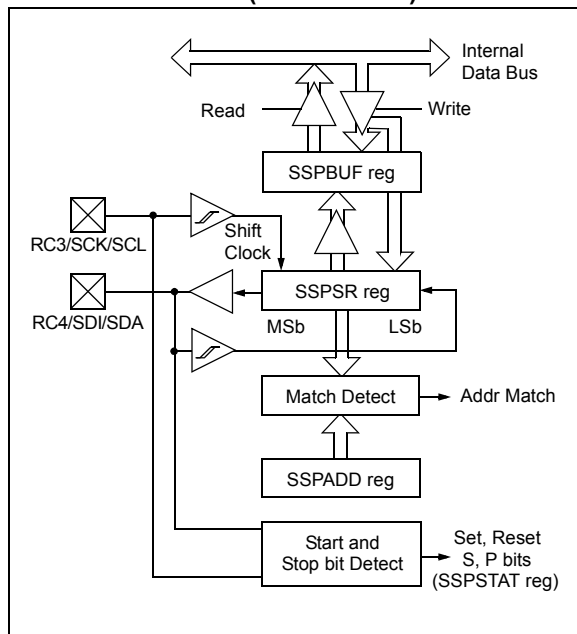 Internal
Data Bus
Read
Write
SSPBUF reg
RC3/SCK/SCL
Shift
Clock
SSPSR reg
RC4/SDI/SDA
MSb
LSb
Match Detect
Addr Match
SSPADD reg
Start and
Stop bit Detect
Set, Reset
S, P bits
(SSPSTAT reg)